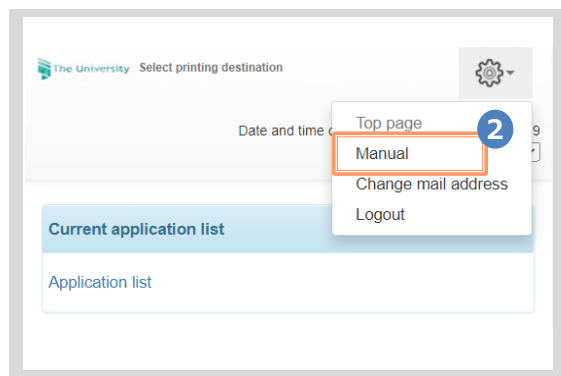 The University Select printing destination
Date and time
9
Top page
2
Manual
Change mail address
Logout
Current application list
Application list